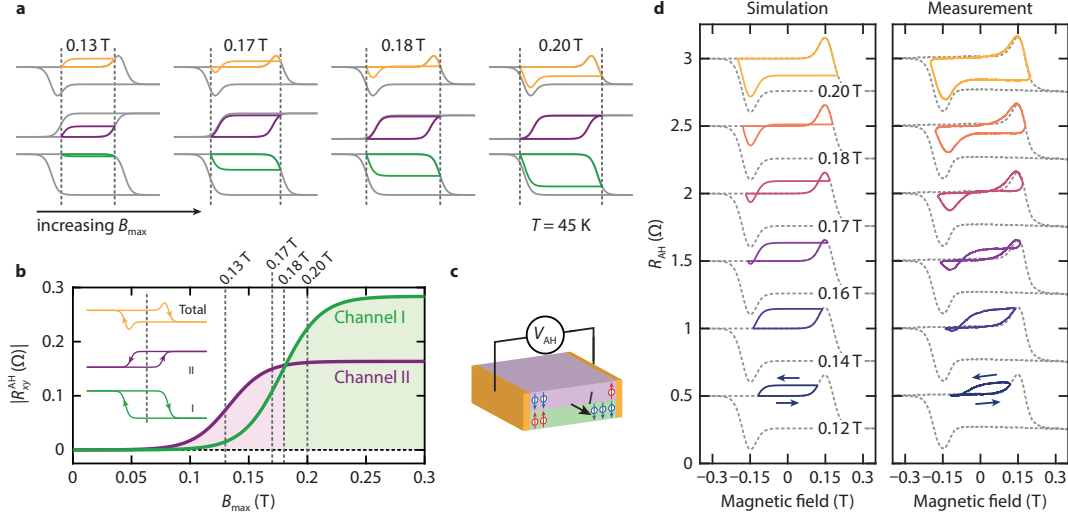 a
0.13 T
0.17 T
0.18 T
0.20 T
increasing Bmax
T = 45 K
b
0.13 T
0.17 T
0.18 T
0.20 T
0.3
0.2
0.1
0
|R_xy^AH (Ω)|
Total
II
I
Channel I
Channel II
0
0.05
0.1
0.15
0.2
0.25
0.3
Bmax (T)
c
VAH
I
d
Simulation
Measurement
3
2.5
2
1.5
1
0.5
0
RAH (Ω)
0.20 T
0.18 T
0.17 T
0.16 T
0.14 T
0.12 T
−0.3 −0.15 0 0.15 0.3
−0.3 −0.15 0 0.15 0.3
Magnetic field (T)
Magnetic field (T)